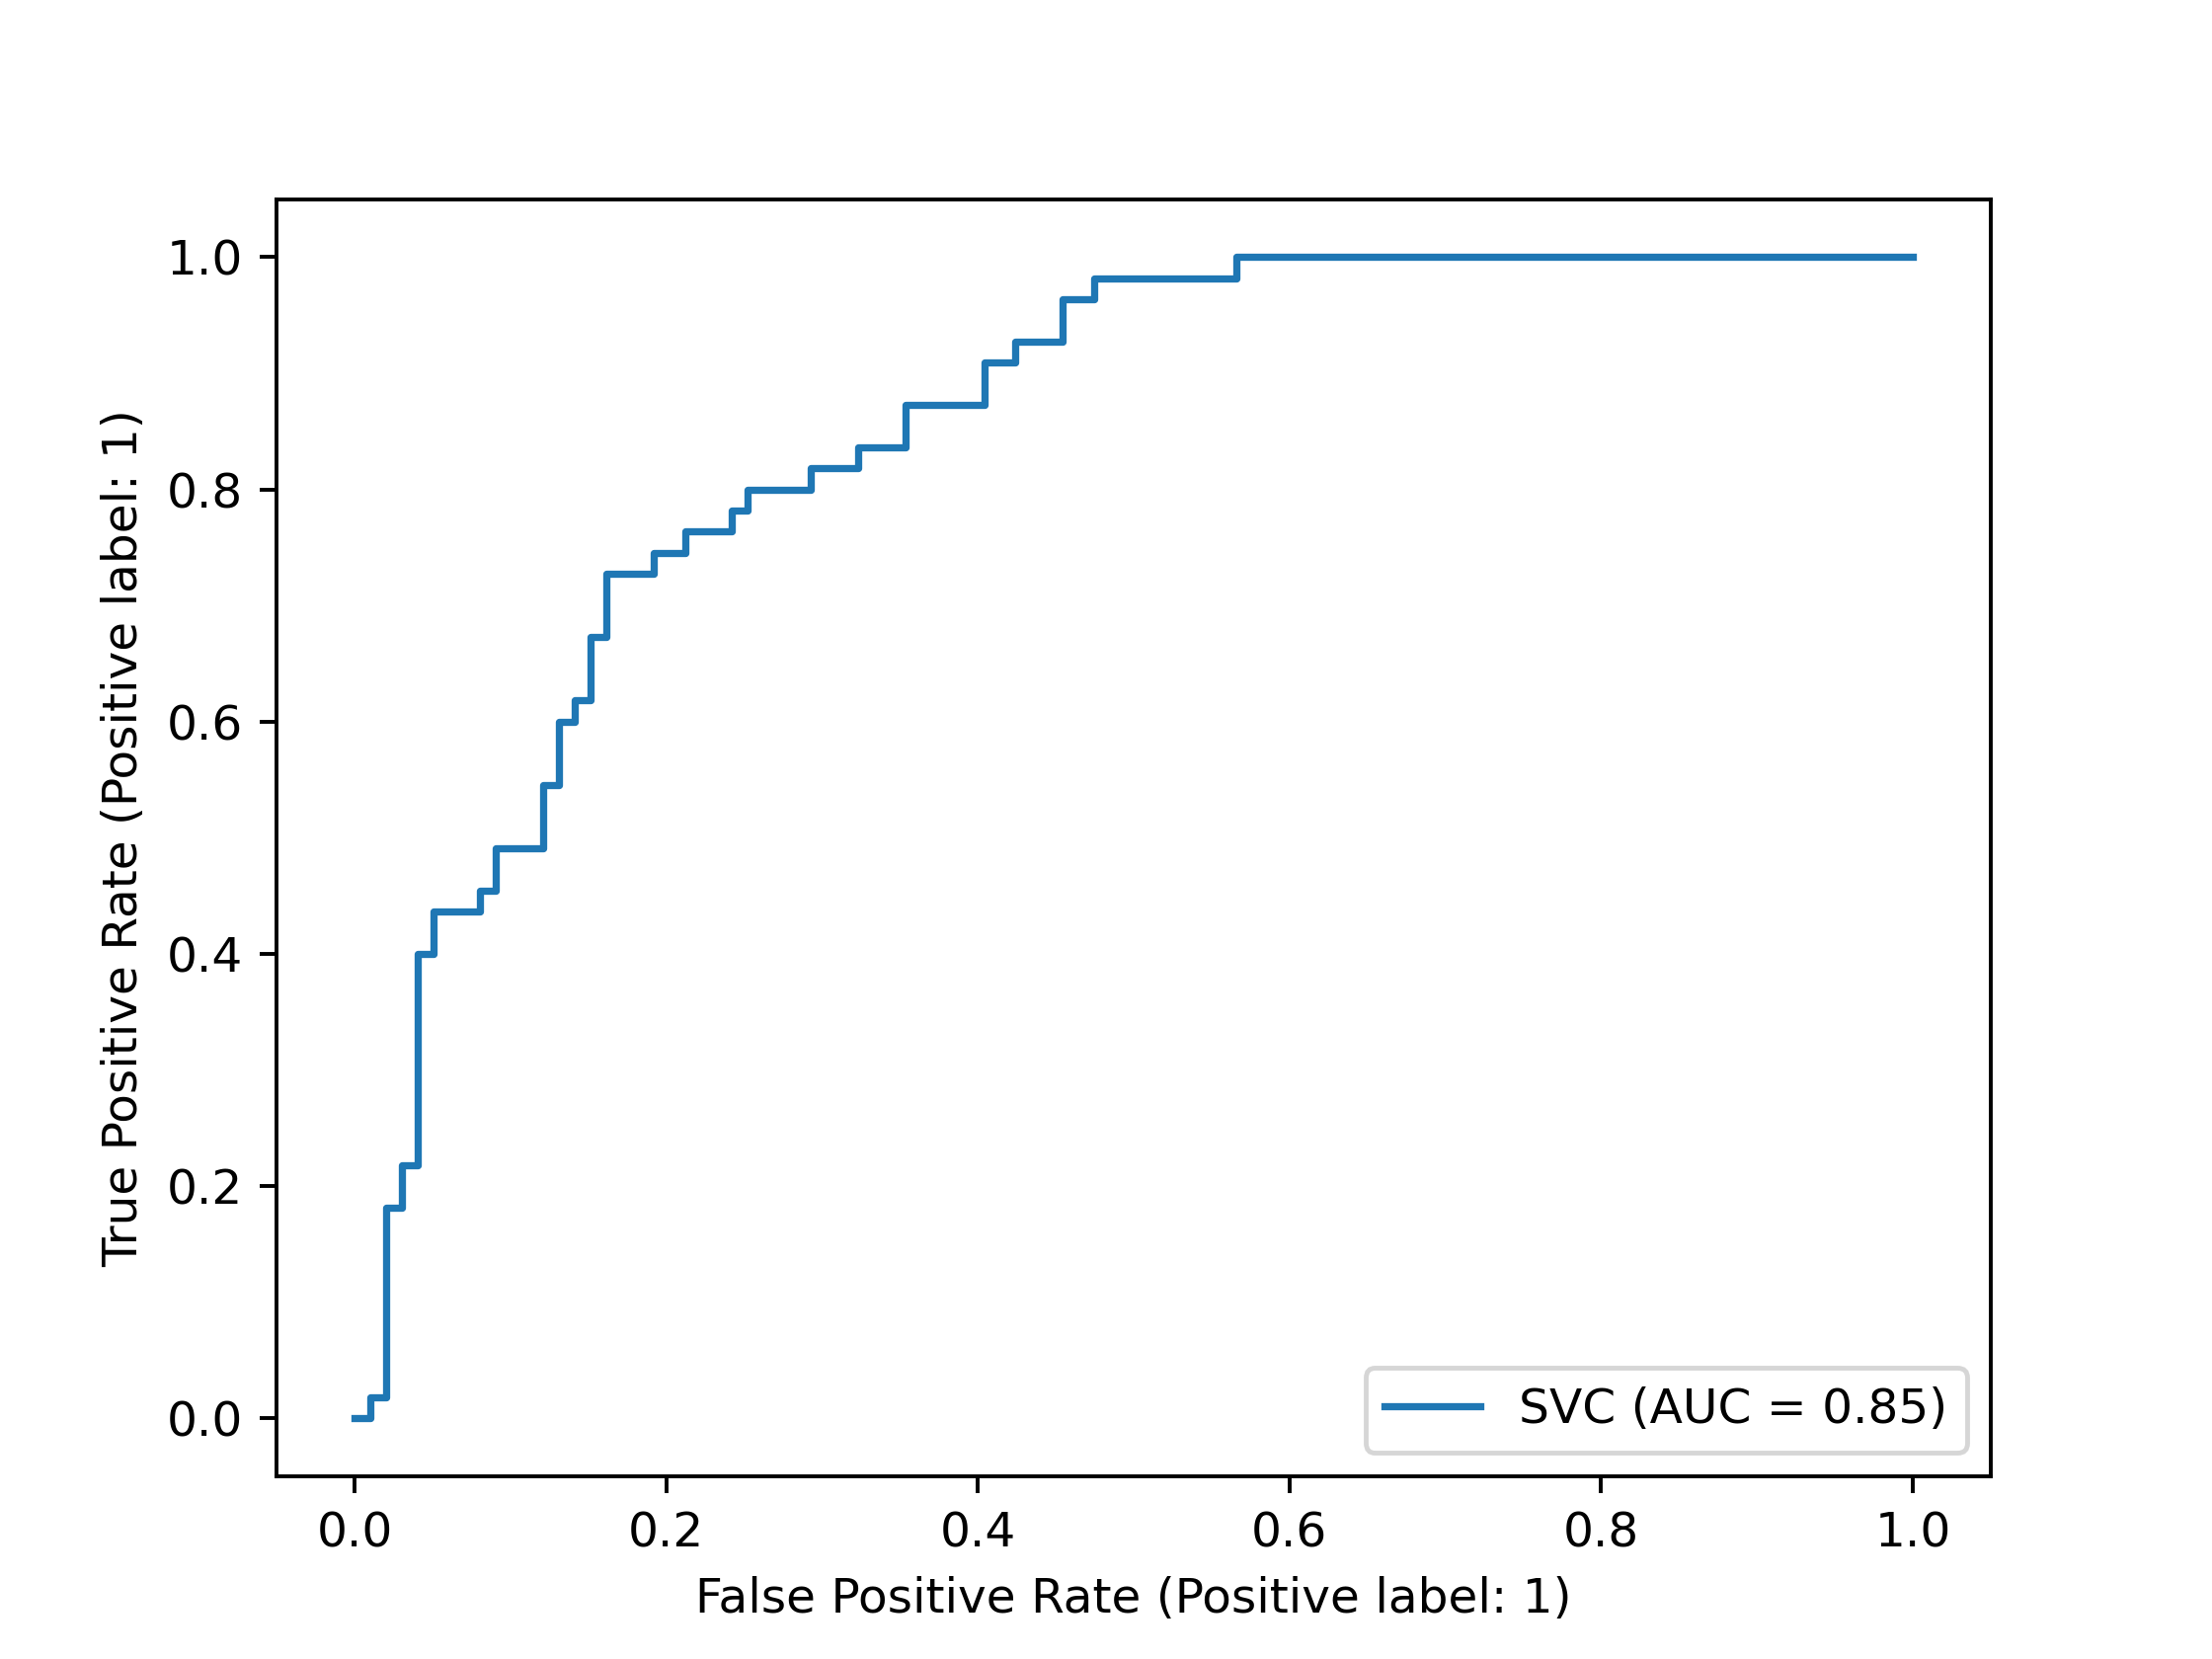 True Positive Rate (Positive label: 1)
1.0
0.8
0.6
0.4
0.2
0.0
SVC (AUC = 0.85)
0.0 0.2 0.4 0.6 0.8 1.0
False Positive Rate (Positive label: 1)